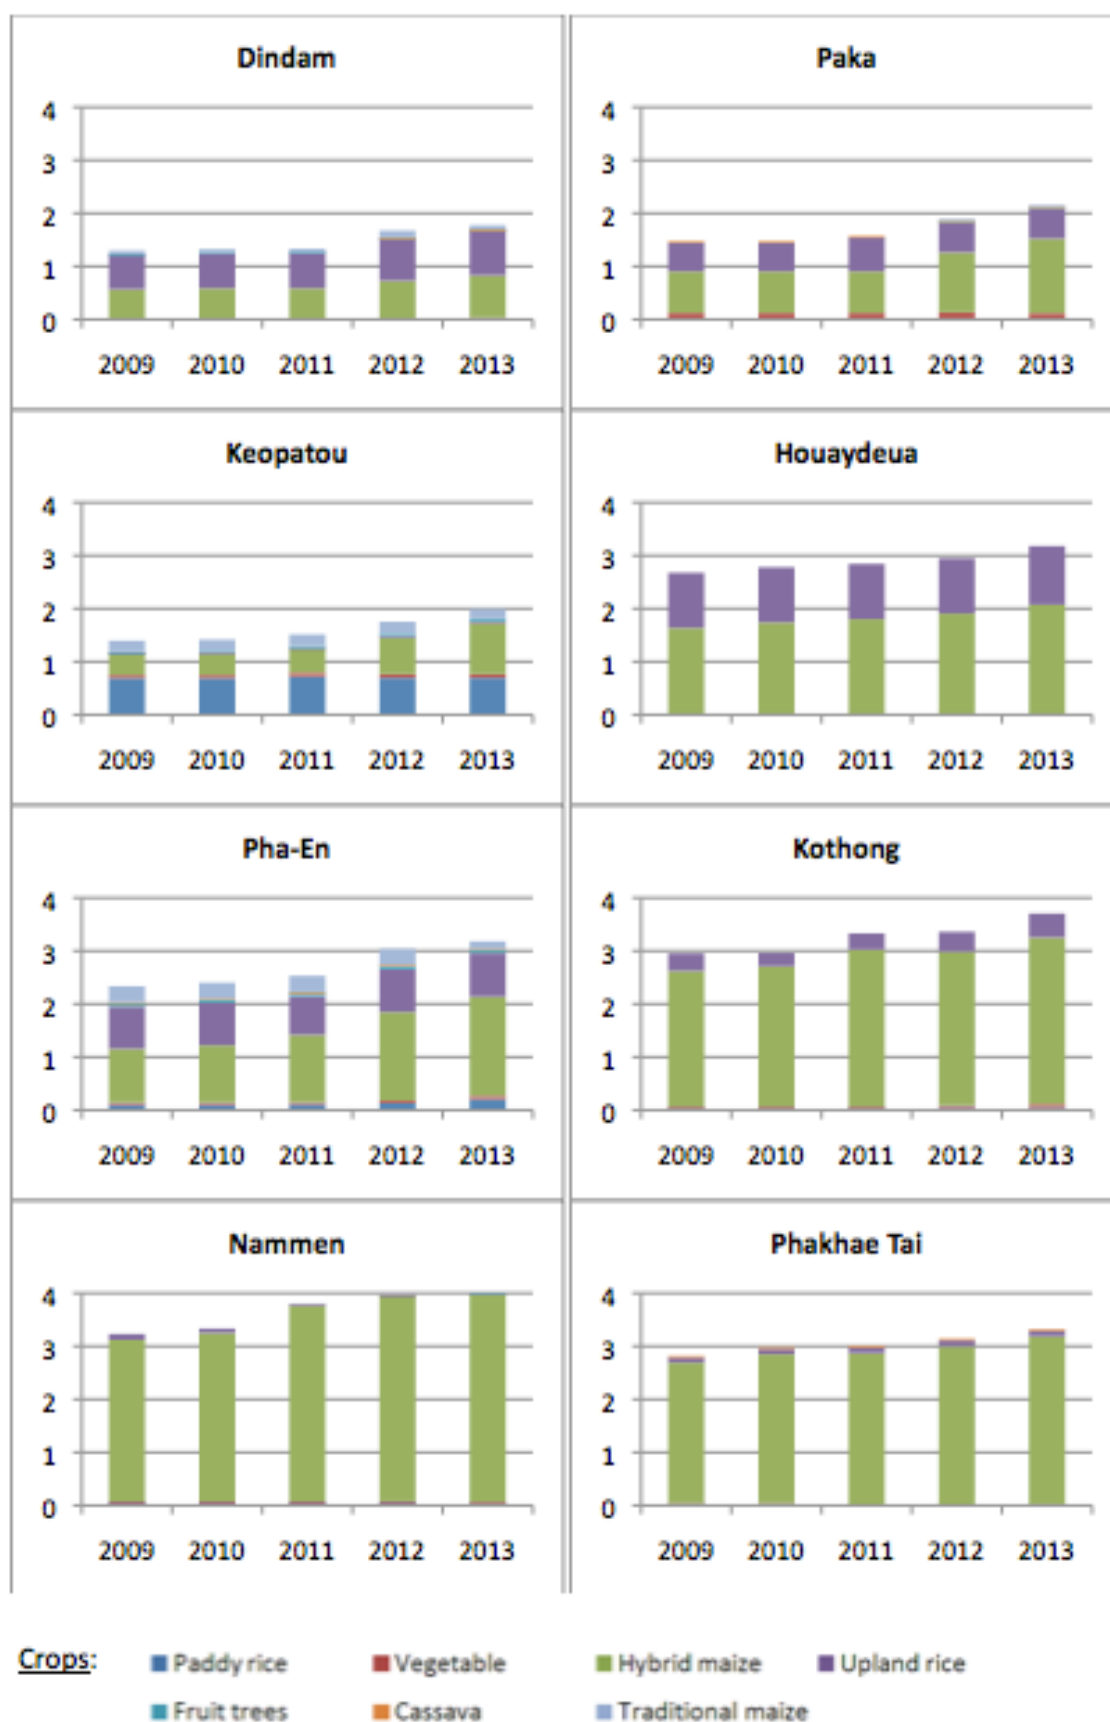 Dindam
4
3
2
1
0
2009 2010 2011 2012 2013
Paka
4
3
2
1
0
2009 2010 2011 2012 2013
Keopatou
4
3
2
1
0
2009 2010 2011 2012 2013
Houaydeua
4
3
2
1
0
2009 2010 2011 2012 2013
Pha-En
4
3
2
1
0
2009 2010 2011 2012 2013
Kothong
4
3
2
1
0
2009 2010 2011 2012 2013
Nammen
4
3
2
1
0
2009 2010 2011 2012 2013
Phakhae Tai
4
3
2
1
0
2009 2010 2011 2012 2013
Crops: Paddy rice Vegetable Hybrid maize Upland rice
Fruit trees Cassava Traditional maize